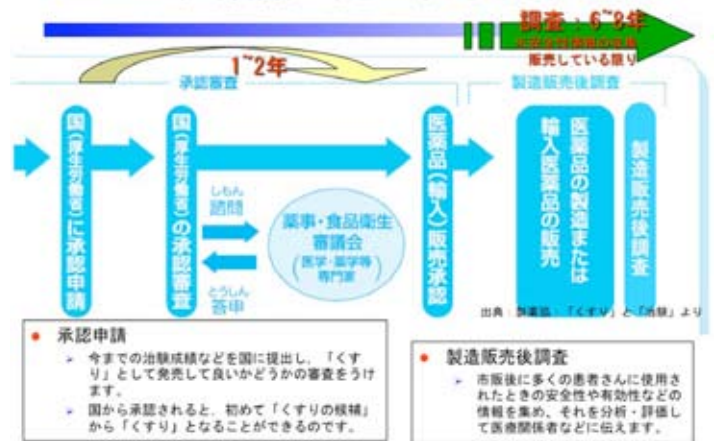 調査：6~8年
販売している限り
1~2年
承認審査
製造販売後調査
国(厚生労働省)に承認申請
国(厚生労働省)の承認審査
しもん
諮問
とうしん
答申
薬事・食品衛生
審議会
(医学・薬学等
専門家)
医薬品(輸入)販売承認
医薬品の製造または
輸入医薬品の販売
製造販売後調査
出典：製薬協：「くすり」と「治験」より
承認申請
今までの治験成績などを国に提出し、「くす
り」として発売して良いかどうかの審査をうけ
ます。
国から承認されると、初めて「くすりの候補」
から「くすり」となることができるのです。
製造販売後調査
市販後に多くの患者さんに使用さ
れたときの安全性や有効性などの
情報を集め、それを分析・評価し
て医療関係者などに伝えます。